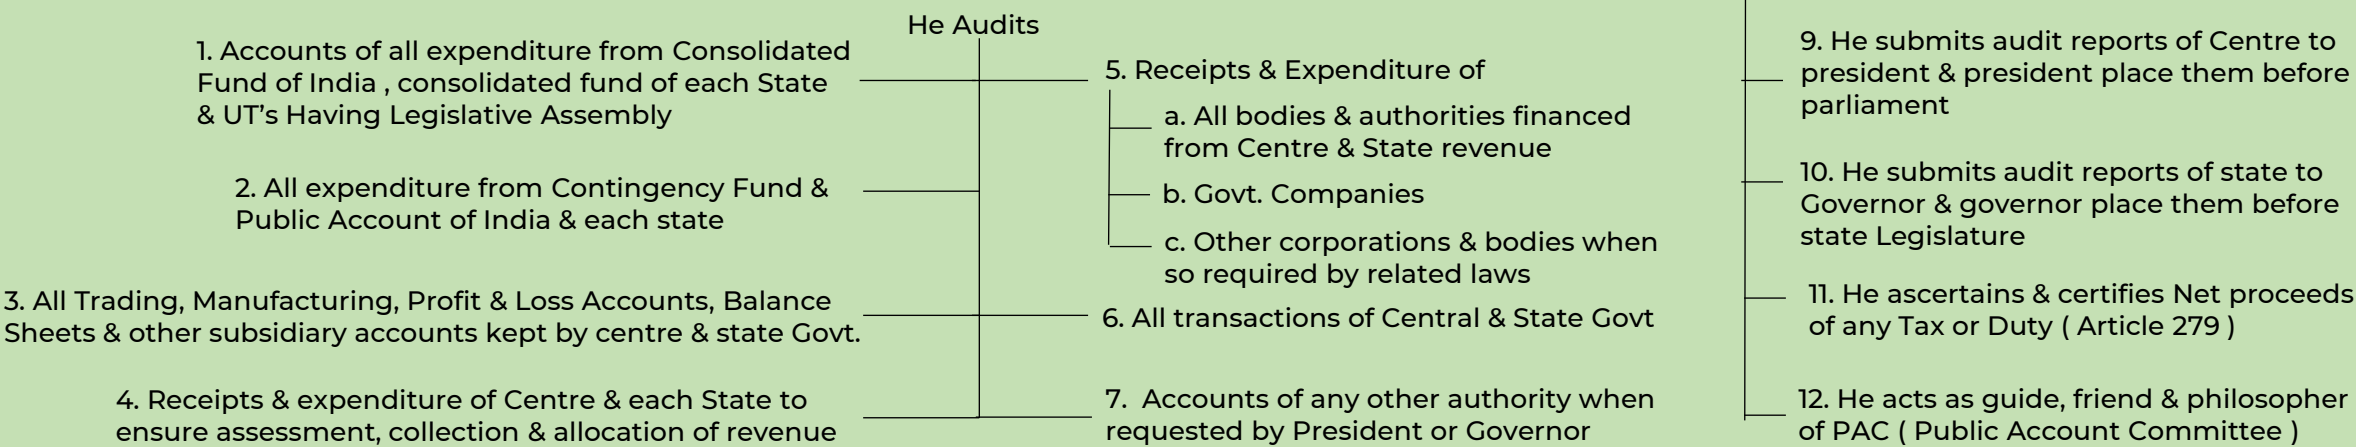 He Audits
1. Accounts of all expenditure from Consolidated
Fund of India , consolidated fund of each State
& UT's Having Legislative Assembly
2. All expenditure from Contingency Fund &
Public Account of India & each state
3. All Trading, Manufacturing, Profit & Loss Accounts, Balance
Sheets & other subsidiary accounts kept by centre & state Govt.
4. Receipts & expenditure of Centre & each State to
ensure assessment, collection & allocation of revenue
5. Receipts & Expenditure of
a. All bodies & authorities financed
from Centre & State revenue
b. Govt. Companies
c. Other corporations & bodies when
so required by related laws
6. All transactions of Central & State Govt
7. Accounts of any other authority when
requested by President or Governor
9. He submits audit reports of Centre to
president & president place them before
parliament
10. He submits audit reports of state to
Governor & governor place them before
state Legislature
11. He ascertains & certifies Net proceeds
of any Tax or Duty ( Article 279 )
12. He acts as guide, friend & philosopher
of PAC ( Public Account Committee )